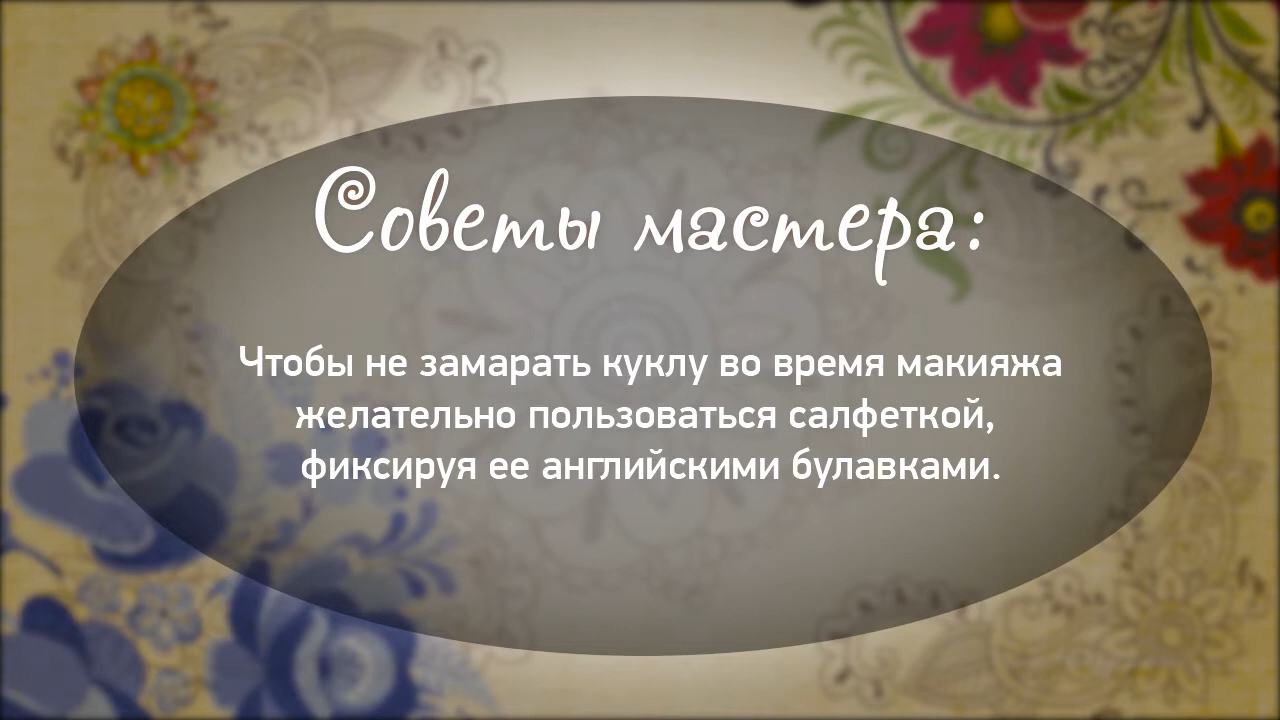 Советы мастера:
Чтобы не замарать куклу во время макияжа
желательно пользоваться салфеткой,
фиксируя ее английскими булавками.